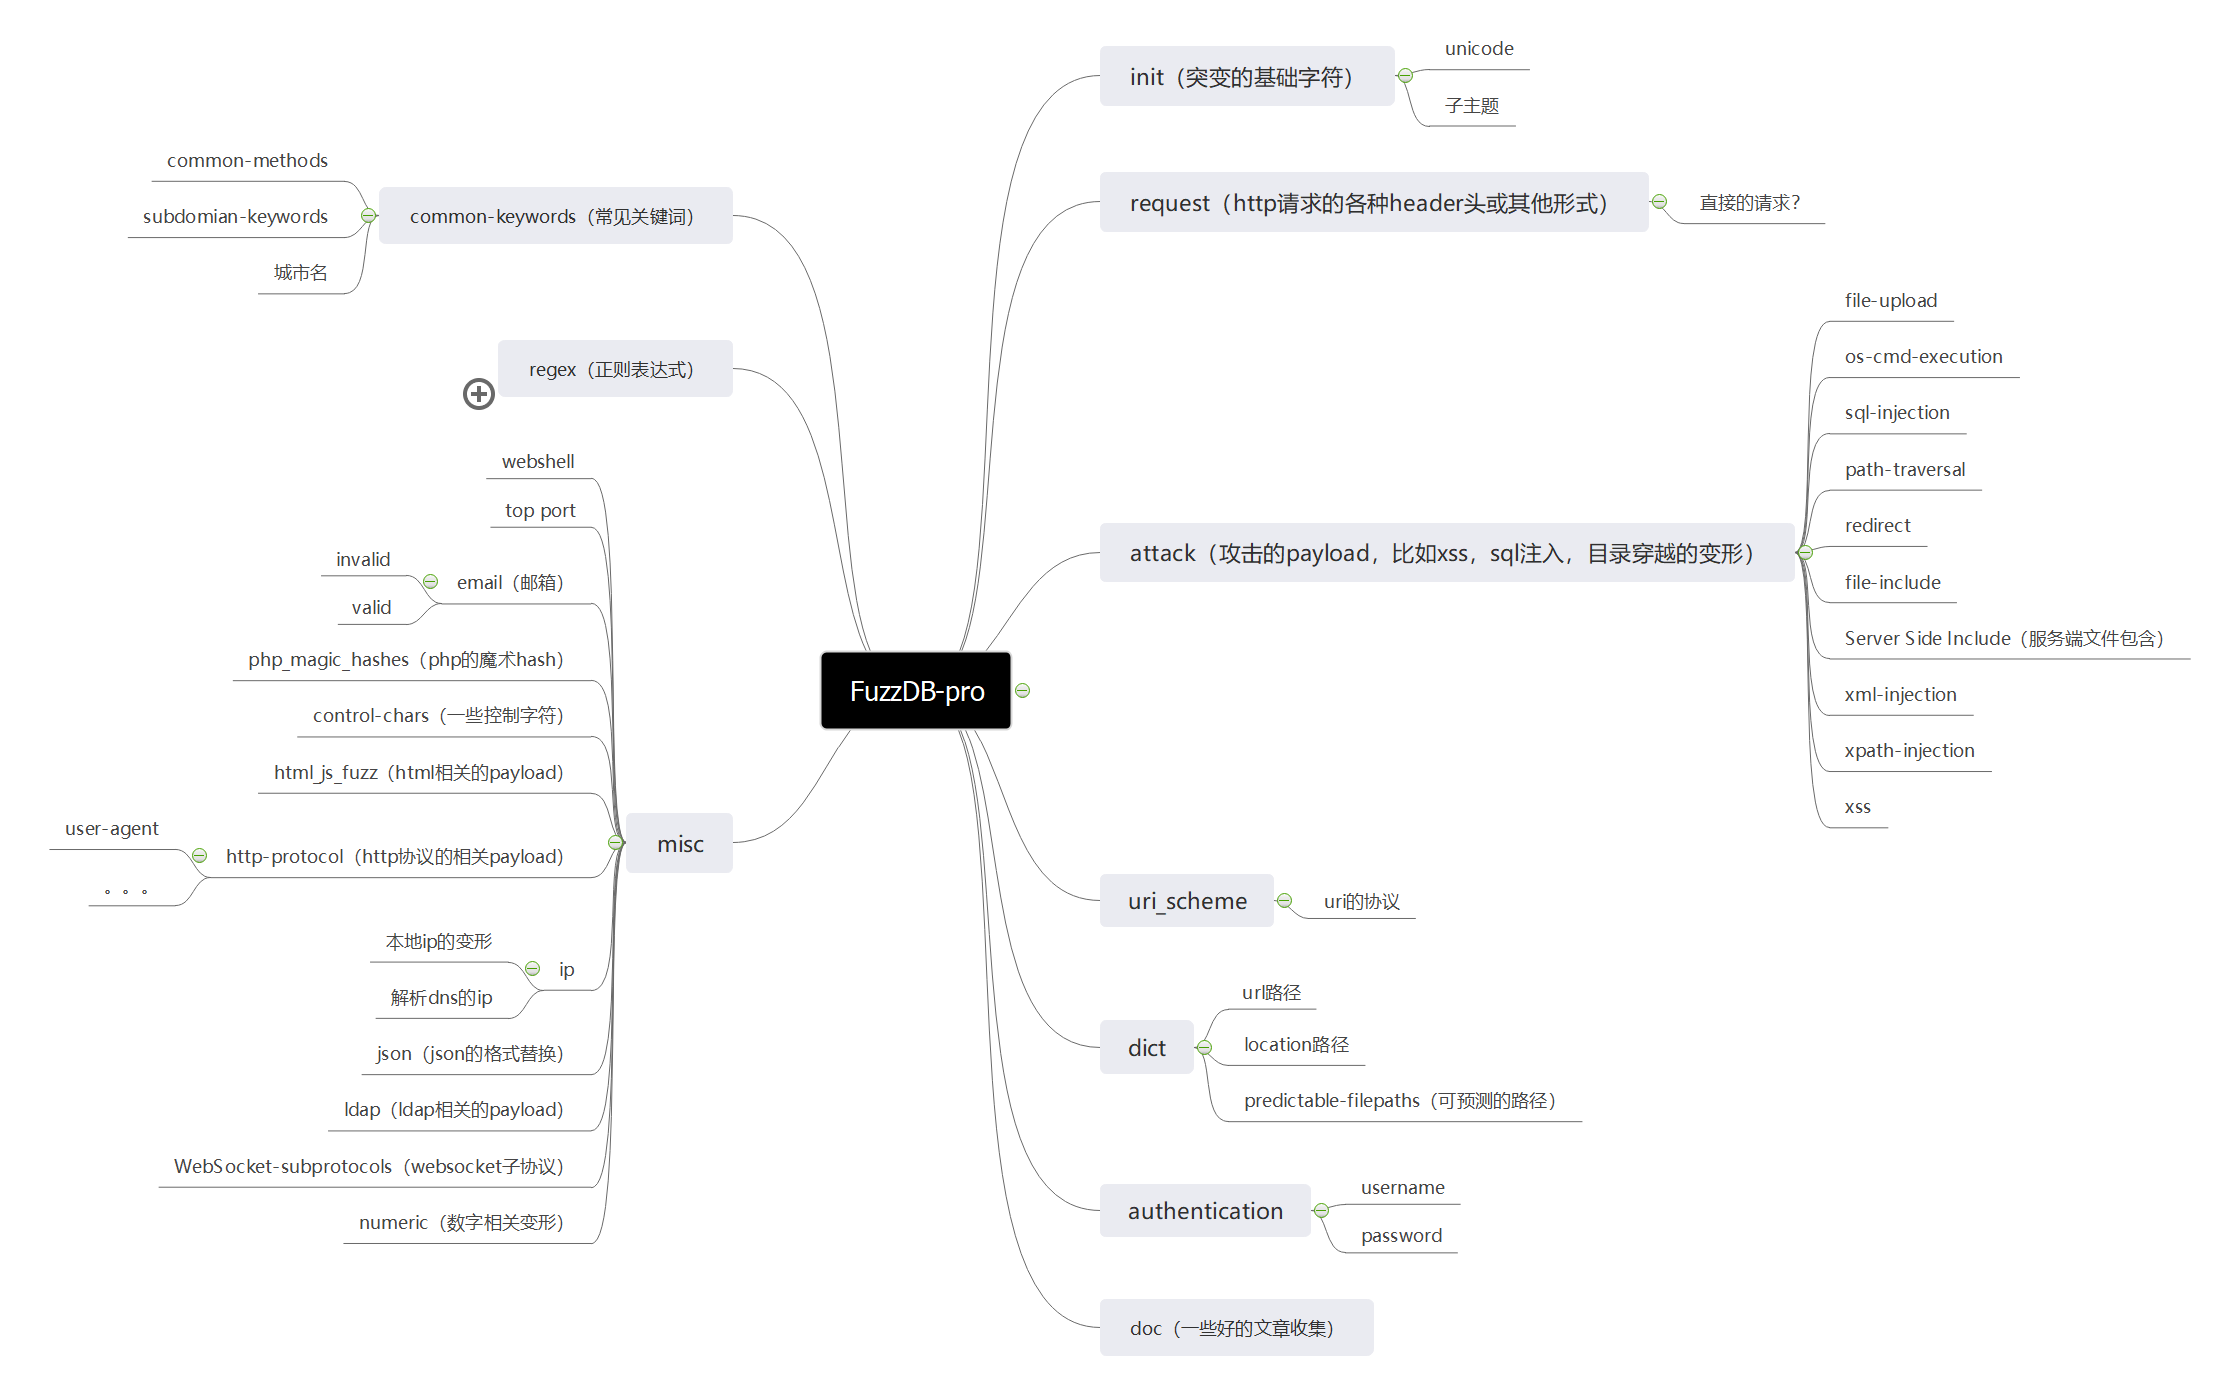 FuzzDB-pro
init（突变的基础字符）
unicode
子主题
request（http请求的各种header头或其他形式）
直接的请求？
attack（攻击的payload，比如xss，sql注入，目录穿越的变形）
file-upload
os-cmd-execution
sql-injection
path-traversal
redirect
file-include
Server Side Include（服务端文件包含）
xml-injection
xpath-injection
xss
uri_scheme
uri的协议
dict
url路径
location路径
predictable-filepaths（可预测的路径）
authentication
username
password
doc（一些好的文章收集）
common-keywords（常见关键词）
common-methods
subdomian-keywords
城市名
regex（正则表达式）
misc
webshell
top port
email（邮箱）
invalid
valid
php_magic_hashes（php的魔术hash）
control-chars（一些控制字符）
html_js_fuzz（html相关的payload）
http-protocol（http协议的相关payload）
user-agent
。。。
ip
本地ip的变形
解析dns的ip
json（json的格式替换）
ldap（ldap相关的payload）
WebSocket-subprotocols（websocket子协议）
numeric（数字相关变形）